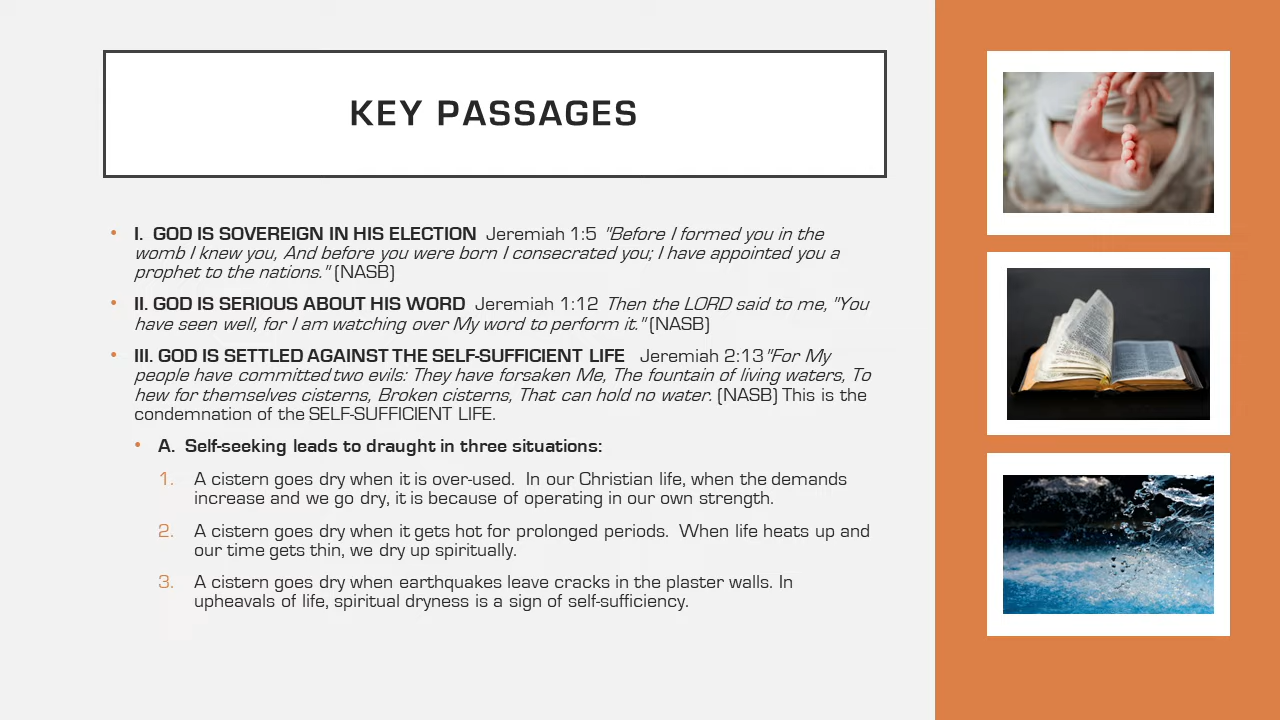 KEY PASSAGES
• I.  GOD IS SOVEREIGN IN HIS ELECTION  Jeremiah 1:5 "Before I formed you in the
womb I knew you, And before you were born I consecrated you; I have appointed you a
prophet to the nations." (NASB)
• II. GOD IS SERIOUS ABOUT HIS WORD  Jeremiah 1:12  Then the LORD said to me, "You
have seen well, for I am watching over My word to perform it." (NASB)
• III. GOD IS SETTLED AGAINST THE SELF-SUFFICIENT LIFE   Jeremiah 2:13 "For My
people have committed two evils: They have forsaken Me, The fountain of living waters, To
hew for themselves cisterns, Broken cisterns, That can hold no water. (NASB) This is the
condemnation of the SELF-SUFFICIENT LIFE.
• A.  Self-seeking leads to draught in three situations:
1. A cistern goes dry when it is over-used.  In our Christian life, when the demands
increase and we go dry, it is because of operating in our own strength.
2. A cistern goes dry when it gets hot for prolonged periods.  When life heats up and
our time gets thin, we dry up spiritually.
3. A cistern goes dry when earthquakes leave cracks in the plaster walls. In
upheavals of life, spiritual dryness is a sign of self-sufficiency.